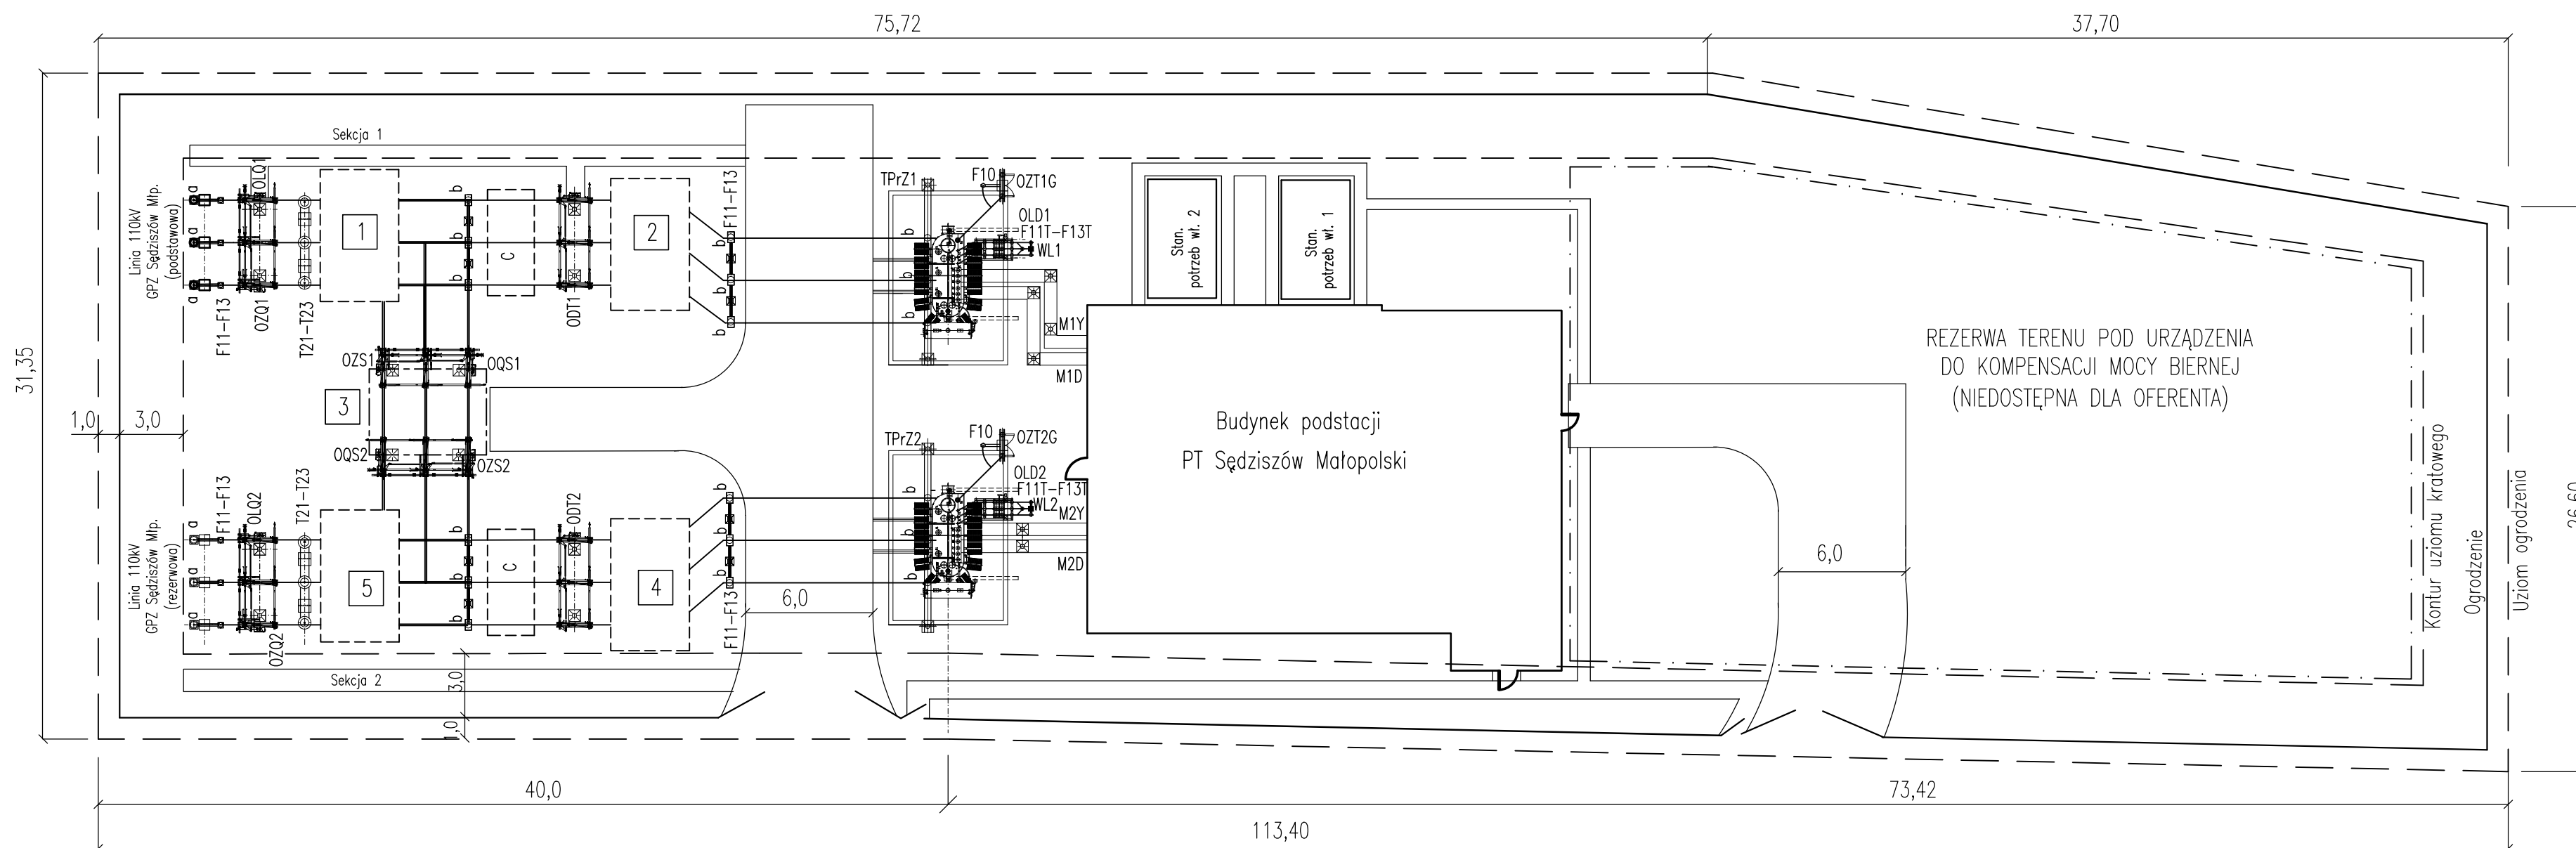 75,72
37,70
31,35
1,0
3,0
Sekcja 1
Linia 110kV
GPZ Sędziszów Młp.
(podstawowa)
a
a
a
F11-F13
OZQ1
OLQ1
T21-T23
1
b
b
b
C
ODT1
2
F11-F13
b
b
b
TPrZ1
F10
OZT1G
OLD1
F11T-F13T
WL1
b
b
b
M1Y
M1D
Stan.
potrzeb wł. 2
Stan.
potrzeb wł. 1
OZS1
OQS1
3
OQS2
OZS2
Budynek podstacji
PT Sędziszów Małopolski
REZERWA TERENU POD URZĄDZENIA
DO KOMPENSACJI MOCY BIERNEJ
(NIEDOSTĘPNA DLA OFERENTA)
Linia 110kV
GPZ Sędziszów Młp.
(rezerwowa)
a
a
a
F11-F13
OLQ2
OZQ2
T21-T23
5
b
b
b
C
ODT2
4
F11-F13
b
b
b
TPrZ2
F10
OZT2G
OLD2
F11T-F13T
WL2
b
b
b
M2Y
M2D
6,0
6,0
Kontur uziomu kratowego
Ogrodzenie
Uziom ogrodzenia
26,60
Sekcja 2
3,0
1,0
40,0
73,42
113,40